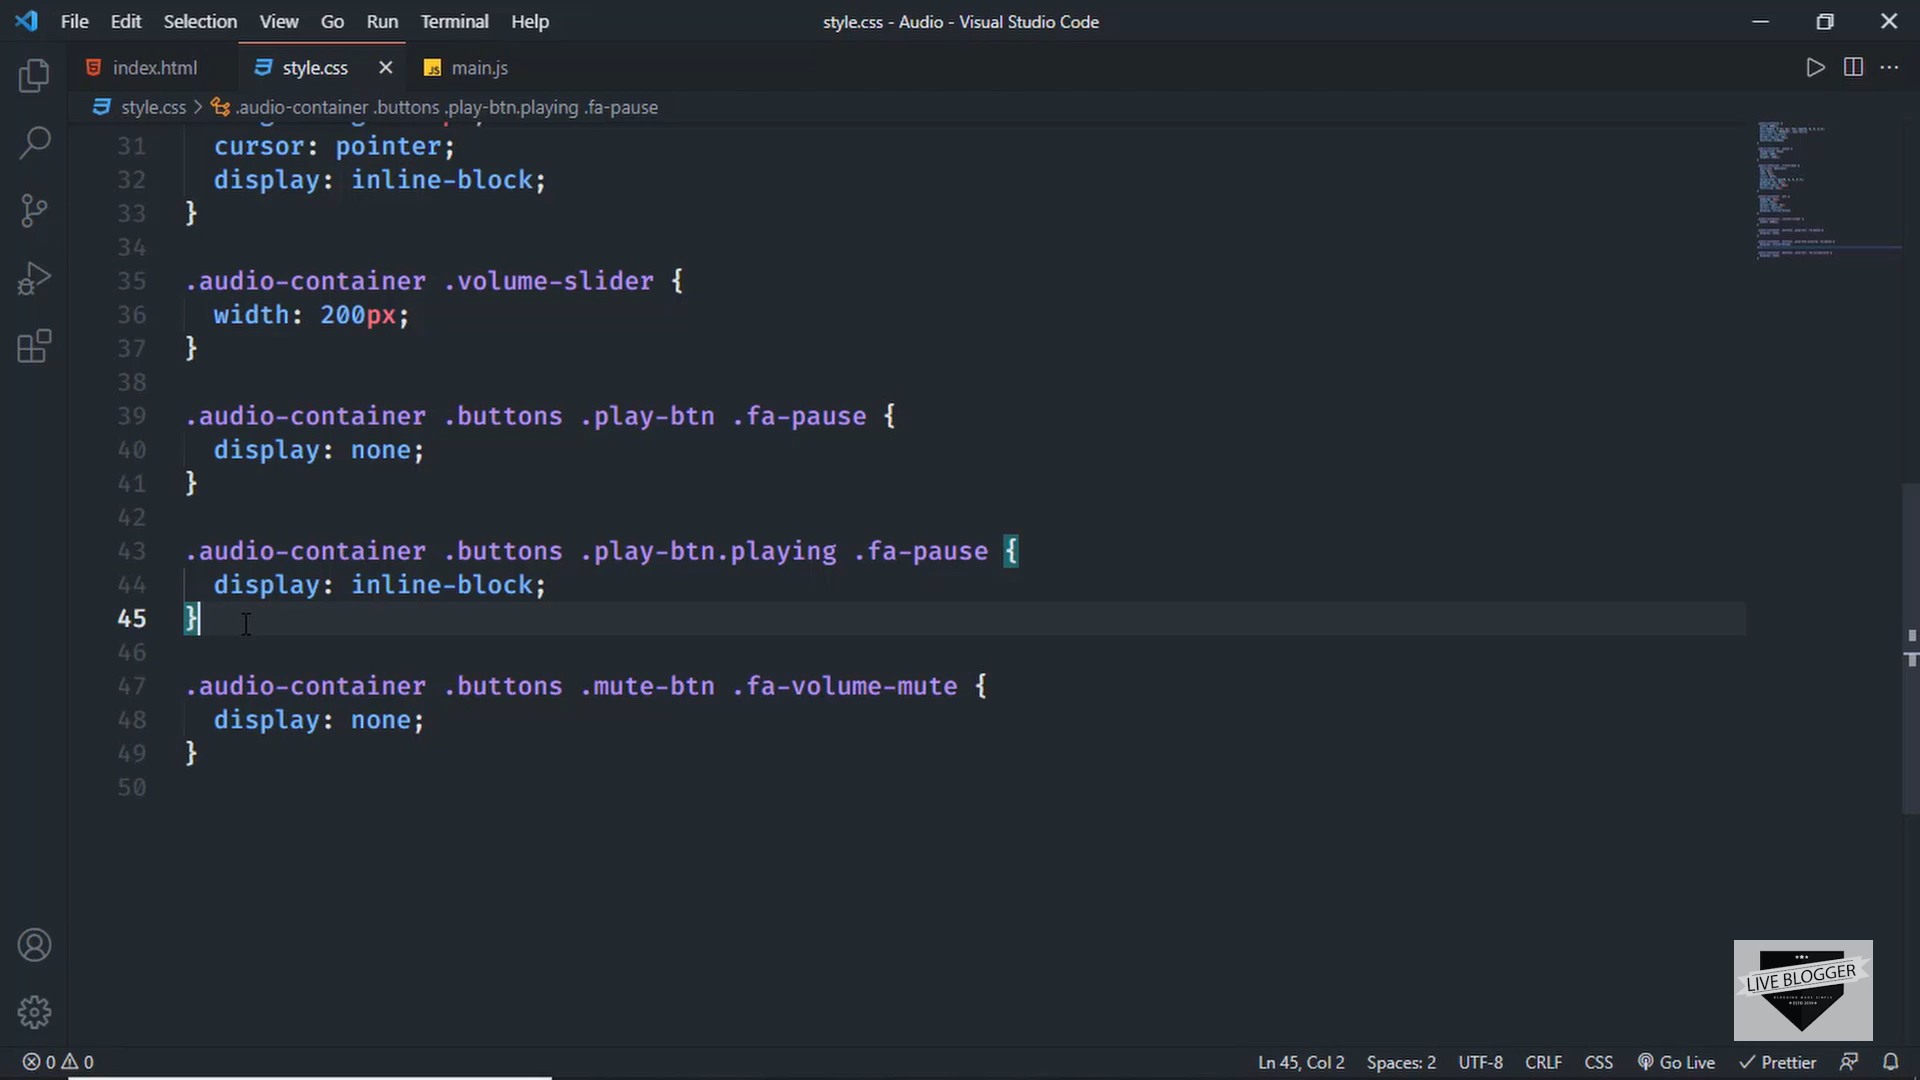 File Edit Selection View Go Run Terminal Help style.css - Audio - Visual Studio Code
index.html style.css main.js
style.css > .audio-container .buttons .play-btn.playing .fa-pause
31 cursor: pointer;
32 display: inline-block;
33 }
34
35 .audio-container .volume-slider {
36 width: 200px;
37 }
38
39 .audio-container .buttons .play-btn .fa-pause {
40 display: none;
41 }
42
43 .audio-container .buttons .play-btn.playing .fa-pause {
44 display: inline-block;
45 }
46
47 .audio-container .buttons .mute-btn .fa-volume-mute {
48 display: none;
49 }
50
LIVE BLOGGER
0 0 Ln 45, Col 2 Spaces: 2 UTF-8 CRLF CSS Go Live Prettier